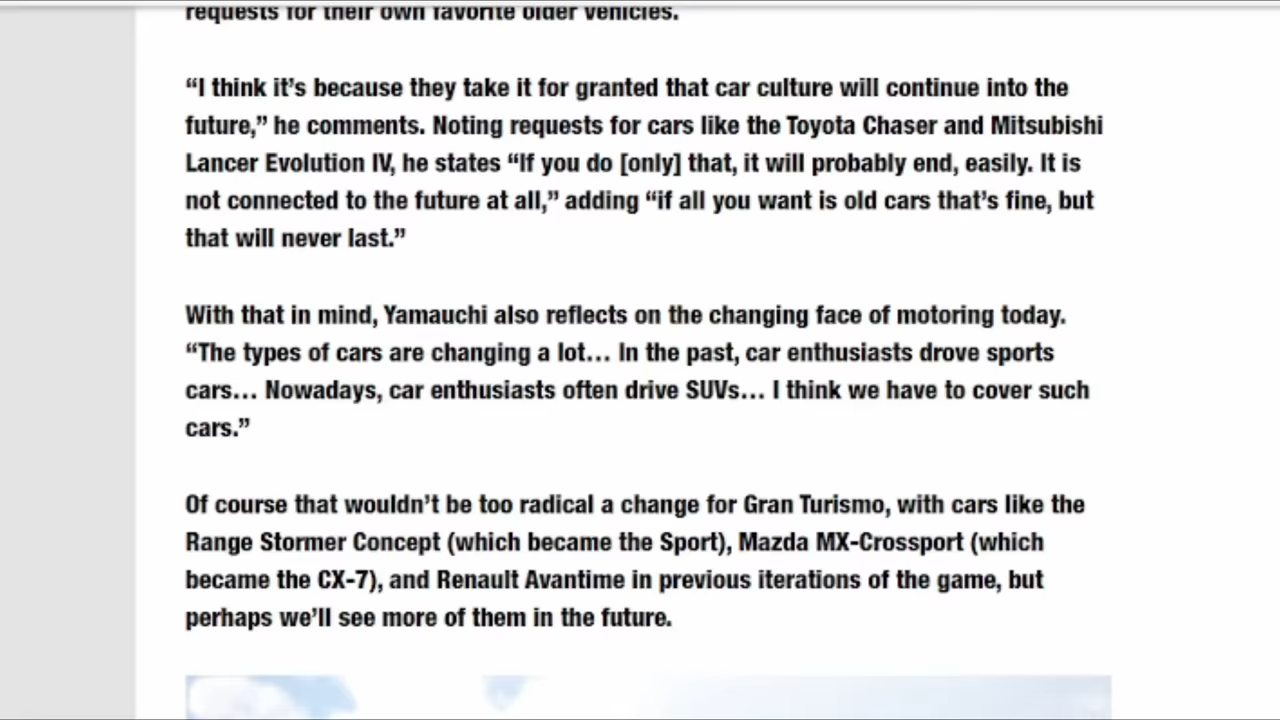 requests for their own favorite older vehicles.
“I think it’s because they take it for granted that car culture will continue into the
future,” he comments. Noting requests for cars like the Toyota Chaser and Mitsubishi
Lancer Evolution IV, he states “If you do [only] that, it will probably end, easily. It is
not connected to the future at all,” adding “if all you want is old cars that’s fine, but
that will never last.”
With that in mind, Yamauchi also reflects on the changing face of motoring today.
“The types of cars are changing a lot… In the past, car enthusiasts drove sports
cars… Nowadays, car enthusiasts often drive SUVs… I think we have to cover such
cars.”
Of course that wouldn’t be too radical a change for Gran Turismo, with cars like the
Range Stormer Concept (which became the Sport), Mazda MX-Crossport (which
became the CX-7), and Renault Avantime in previous iterations of the game, but
perhaps we’ll see more of them in the future.